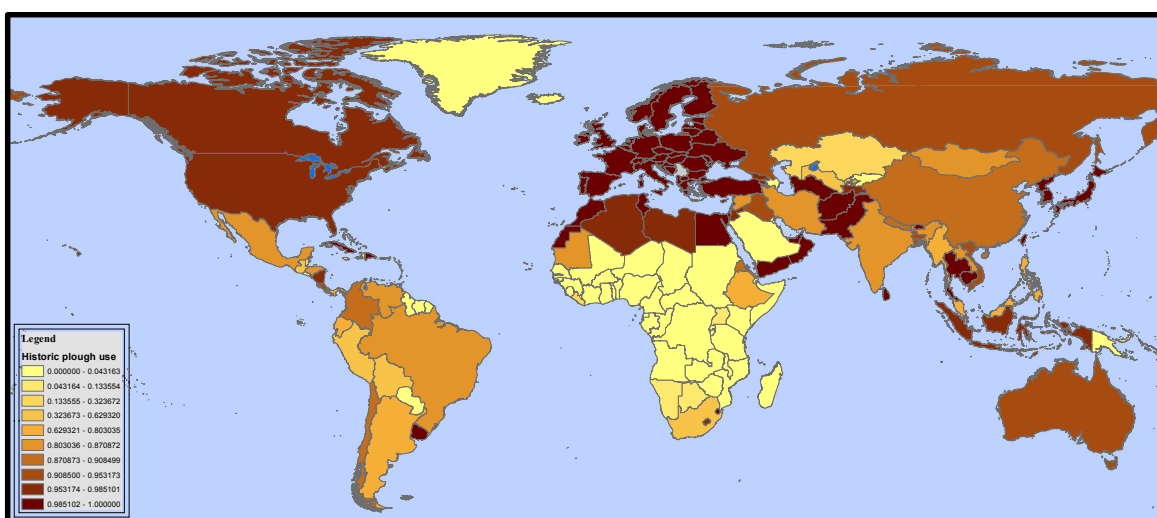 Legend
Historic plough use
0.000000 - 0.043163
0.043164 - 0.133554
0.133555 - 0.323672
0.323673 - 0.629320
0.629321 - 0.803035
0.803036 - 0.870872
0.870873 - 0.908499
0.908500 - 0.953173
0.953174 - 0.985101
0.985102 - 1.000000